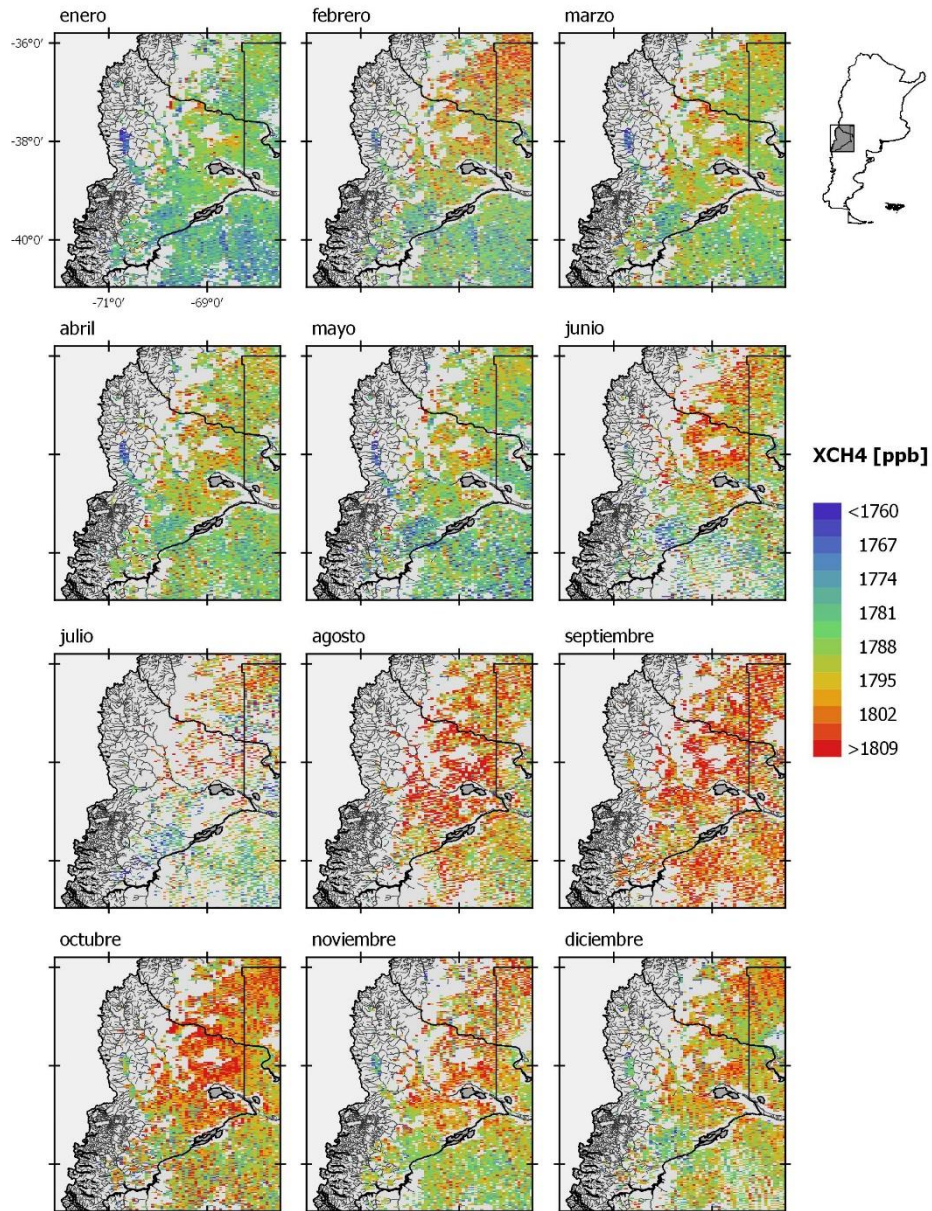 enero
febrero
marzo
-36°0'
-38°0'
-40°0'
-71°0'
-69°0'
abril
mayo
junio
XCH4 [ppb]
<1760
1767
1774
1781
1788
1795
1802
>1809
julio
agosto
septiembre
octubre
noviembre
diciembre